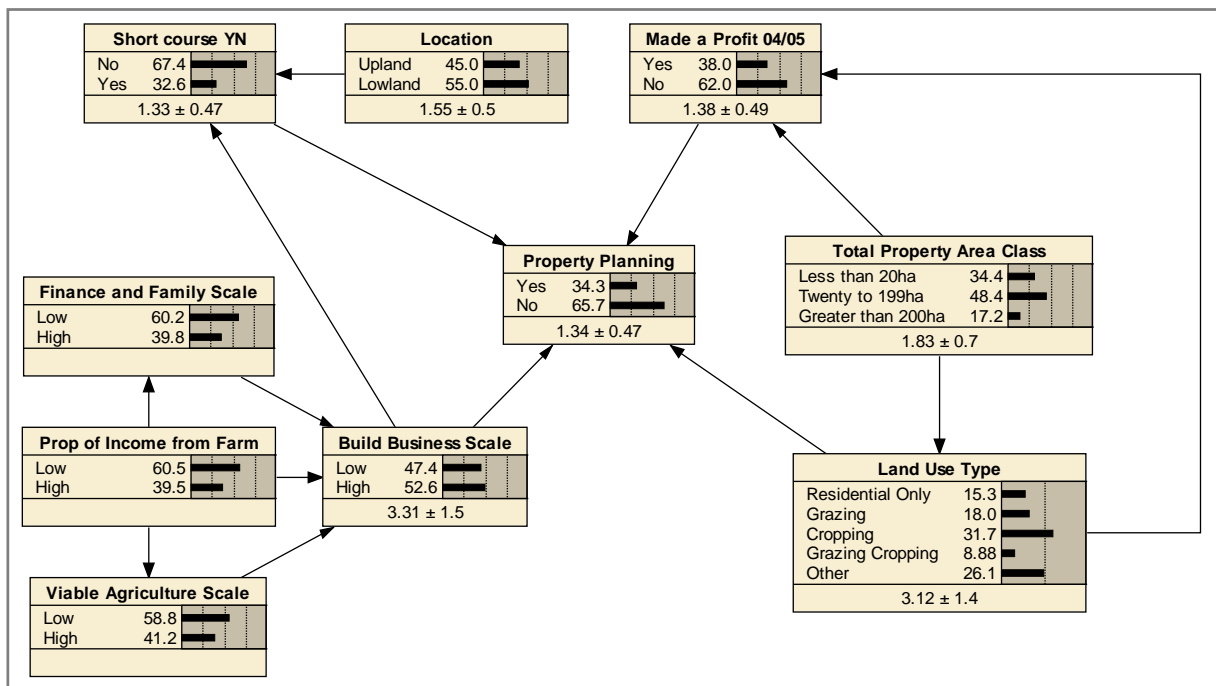 Short course YN
No 67.4
Yes 32.6
1.33 ± 0.47
Location
Upland 45.0
Lowland 55.0
1.55 ± 0.5
Made a Profit 04/05
Yes 38.0
No 62.0
1.38 ± 0.49
Property Planning
Yes 34.3
No 65.7
1.34 ± 0.47
Total Property Area Class
Less than 20ha 34.4
Twenty to 199ha 48.4
Greater than 200ha 17.2
1.83 ± 0.7
Finance and Family Scale
Low 60.2
High 39.8
Prop of Income from Farm
Low 60.5
High 39.5
Build Business Scale
Low 47.4
High 52.6
3.31 ± 1.5
Land Use Type
Residential Only 15.3
Grazing 18.0
Cropping 31.7
Grazing Cropping 8.88
Other 26.1
3.12 ± 1.4
Viable Agriculture Scale
Low 58.8
High 41.2